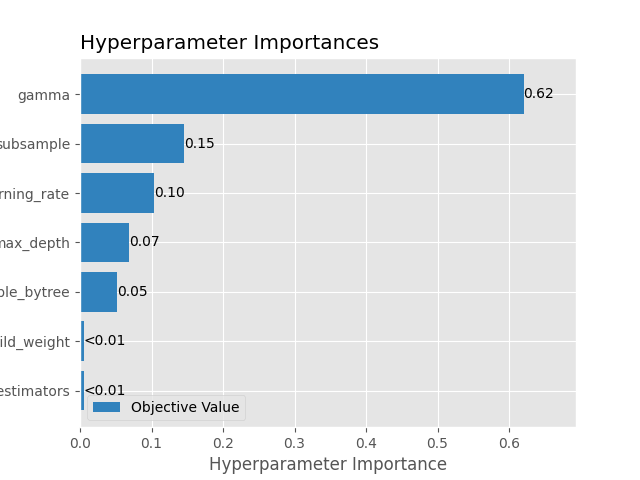 Hyperparameter Importances
gamma 0.62
subsample 0.15
rning_rate 0.10
max_depth 0.07
ple_bytree 0.05
ild_weight <0.01
estimators <0.01
Objective Value
0.0 0.1 0.2 0.3 0.4 0.5 0.6
Hyperparameter Importance